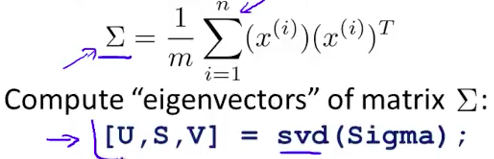 Σ = 1/m ∑_{i=1}^{n} (x^{(i)})(x^{(i)})^T
Compute “eigenvectors” of matrix Σ:
[U,S,V] = svd(Sigma);